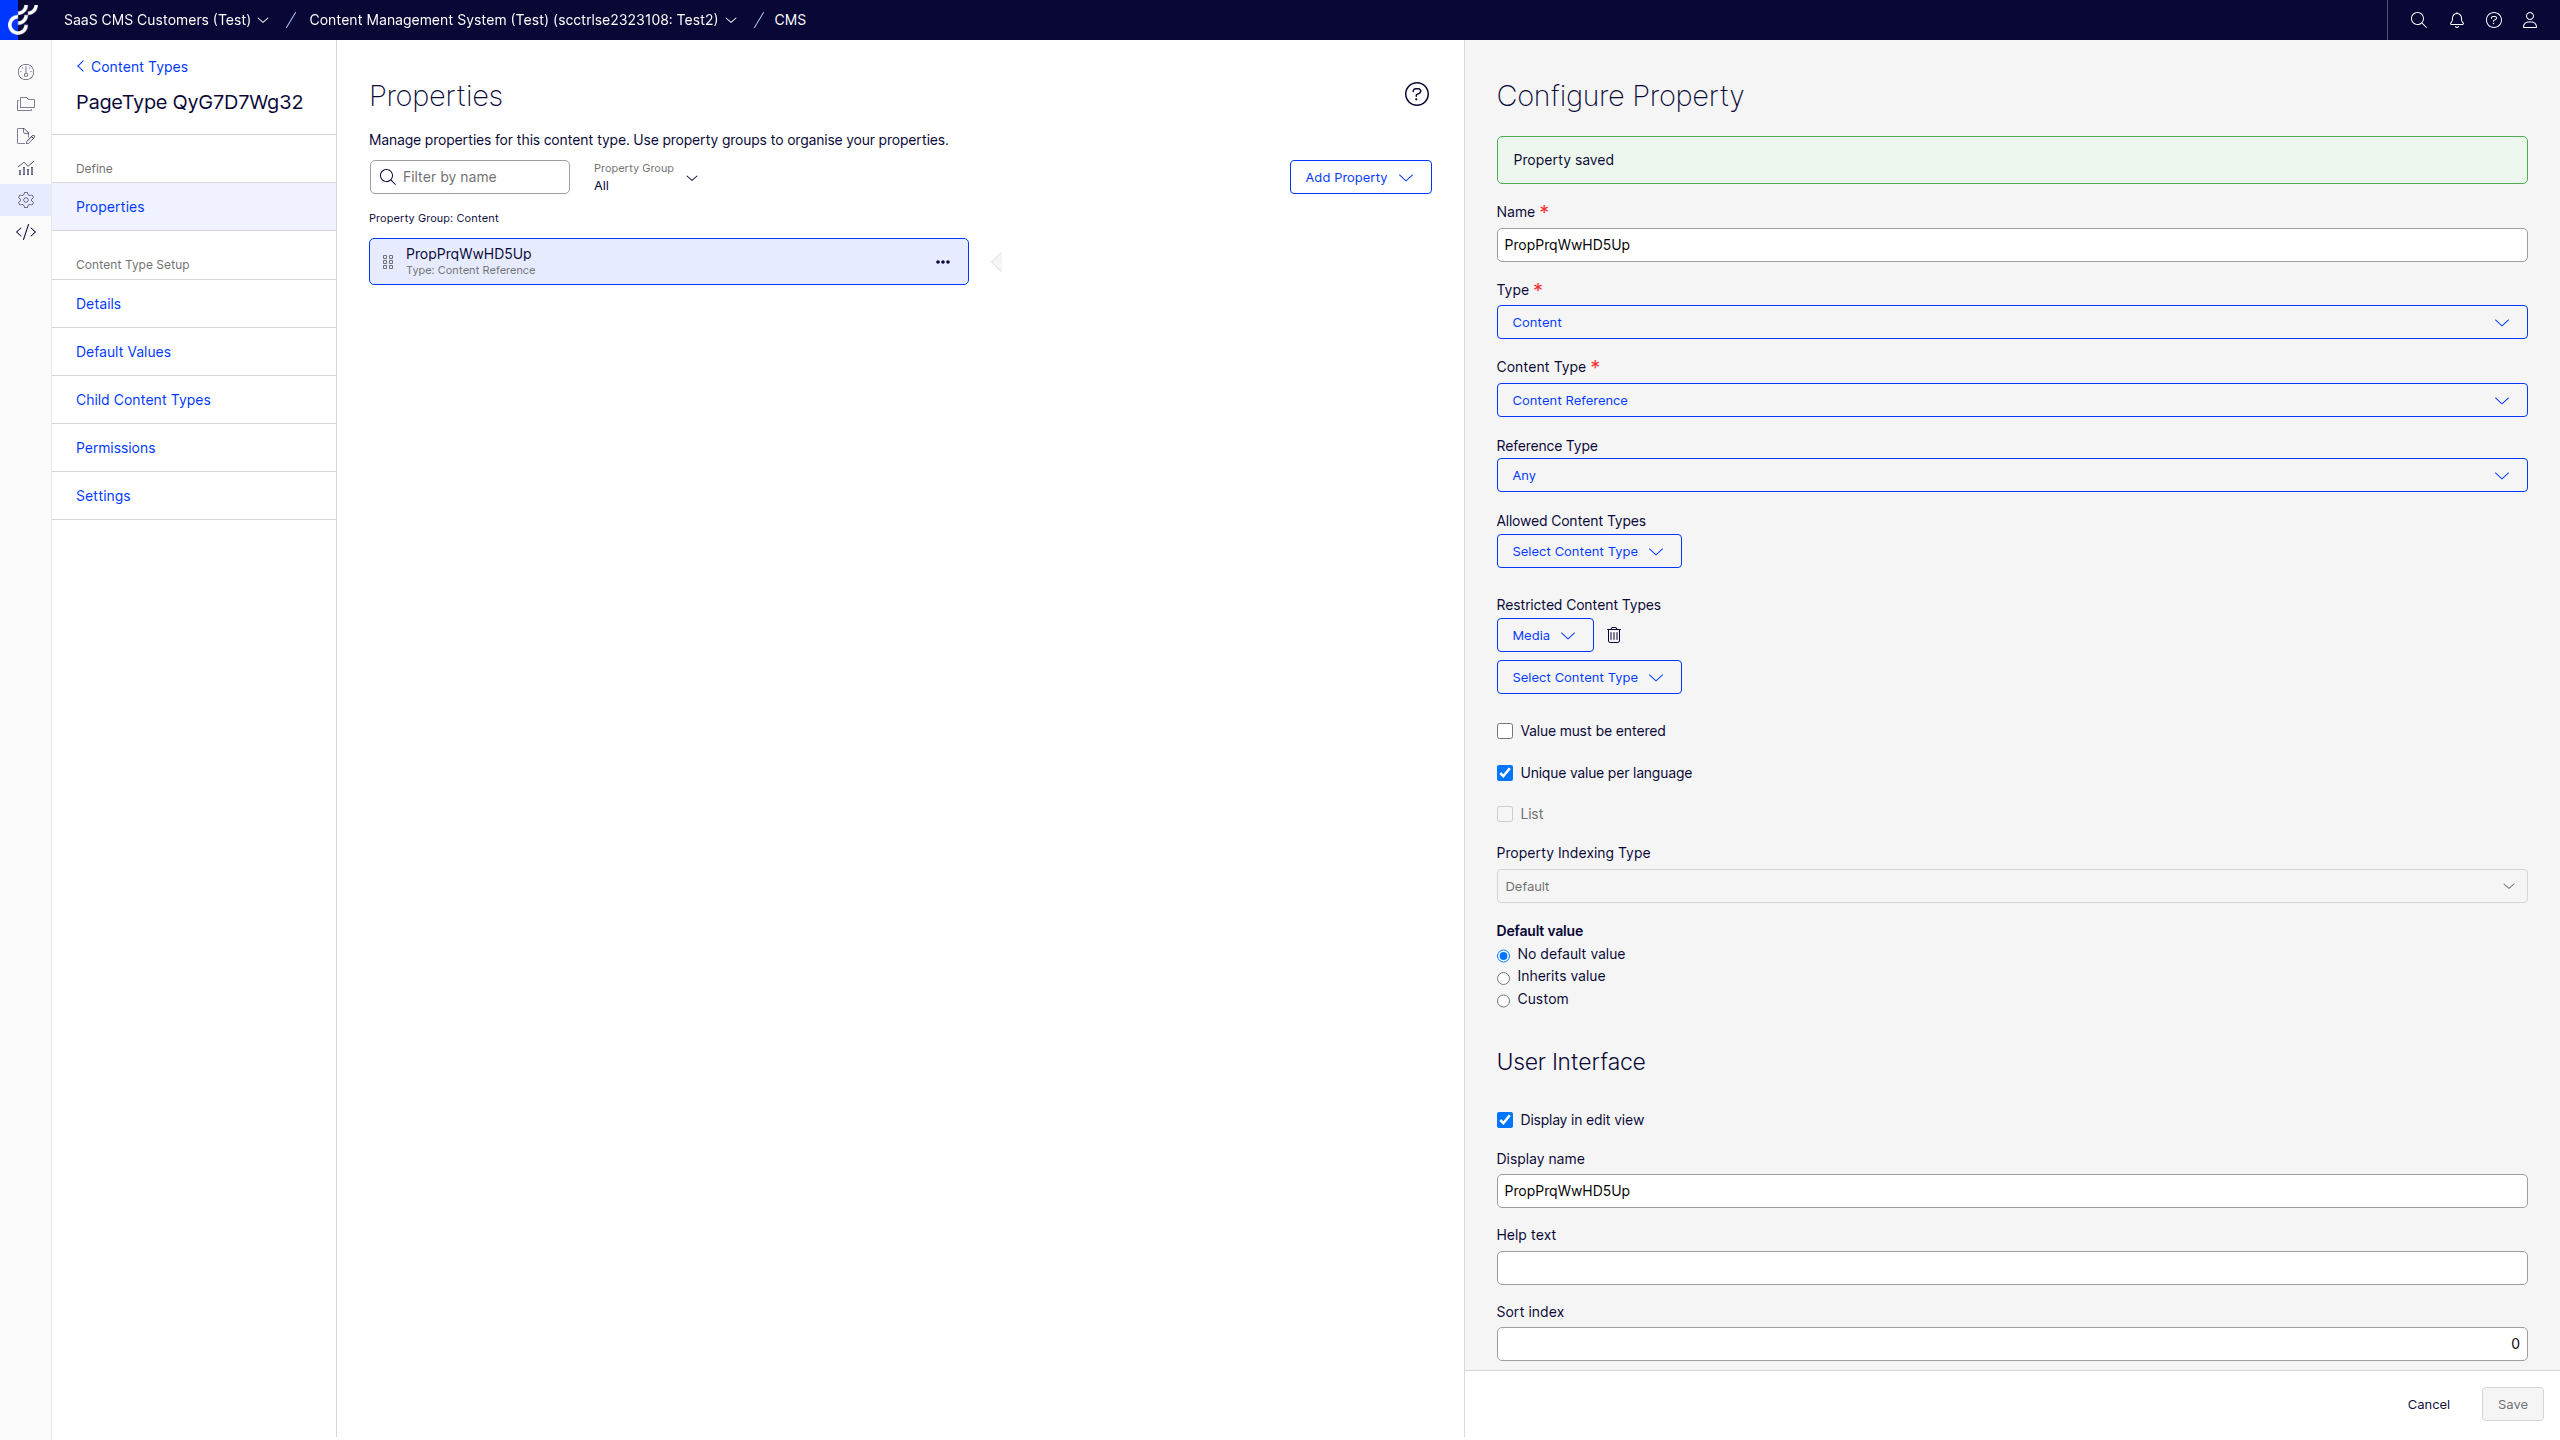 SaaS CMS Customers (Test) / Content Management System (Test) (scctrlse2323108: Test2) / CMS
Content Types
PageType QyG7D7Wg32
Define
Properties
Content Type Setup
Details
Default Values
Child Content Types
Permissions
Settings
Properties
Manage properties for this content type. Use property groups to organise your properties.
Filter by name
Property Group
All
Add Property
Property Group: Content
PropPrqWwHD5Up
Type: Content Reference
Configure Property
Property saved
Name *
PropPrqWwHD5Up
Type *
Content
Content Type *
Content Reference
Reference Type
Any
Allowed Content Types
Select Content Type
Restricted Content Types
Media
Select Content Type
Value must be entered
Unique value per language
List
Property Indexing Type
Default
Default value
No default value
Inherits value
Custom
User Interface
Display in edit view
Display name
PropPrqWwHD5Up
Help text
Sort index
0
Cancel
Save